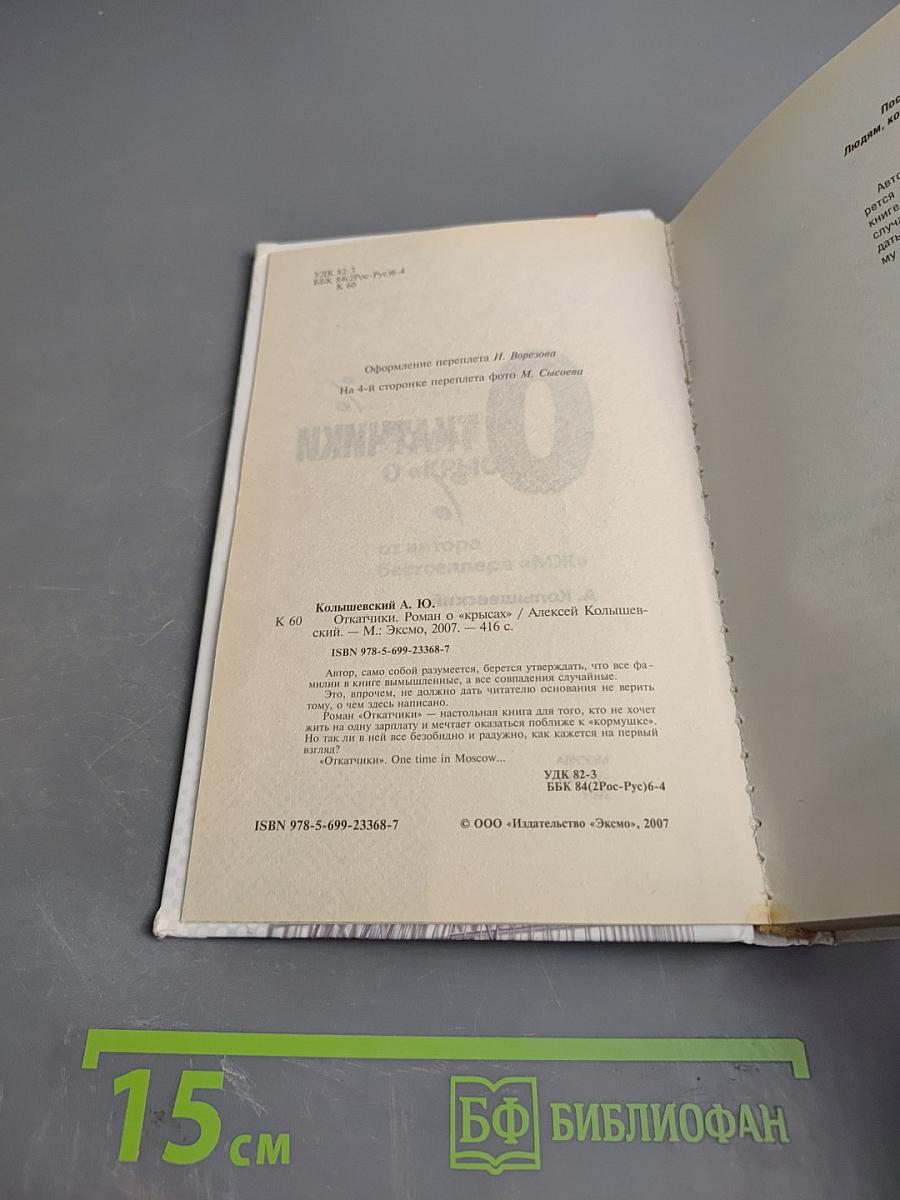 УДК 82-3
ББК 84(2Рос-Рус)6-4
К 60
Оформление переплета И. Ворезова
На 4-й сторонке переплета фото М. Сысоева
Колышевский А. Ю.
К 60 Откатчики. Роман о «крысах» / Алексей Колышев-
ский. — М.: Эксмо, 2007. — 416 с.
ISBN 978-5-699-23368-7
Автор, само собой разумеется, берется утверждать, что все фа-
милии в книге вымышленные, а все совпадения случайные.
Это, впрочем, не должно дать читателю основания не верить
тому, о чем здесь написано.
Роман «Откатчики» — настольная книга для того, кто не хочет
жить на одну зарплату и мечтает оказаться поближе к «кормушке».
Но так ли в ней все безобидно и радужно, как кажется на первый
взгляд?
«Откатчики». One time in Moscow...
УДК 82-3
ББК 84(2Рос-Рус)6-4
ISBN 978-5-699-23368-7 © ООО «Издательство «Эксмо», 2007
Людям,
книге
15 см
БФ БИБЛИОФАН